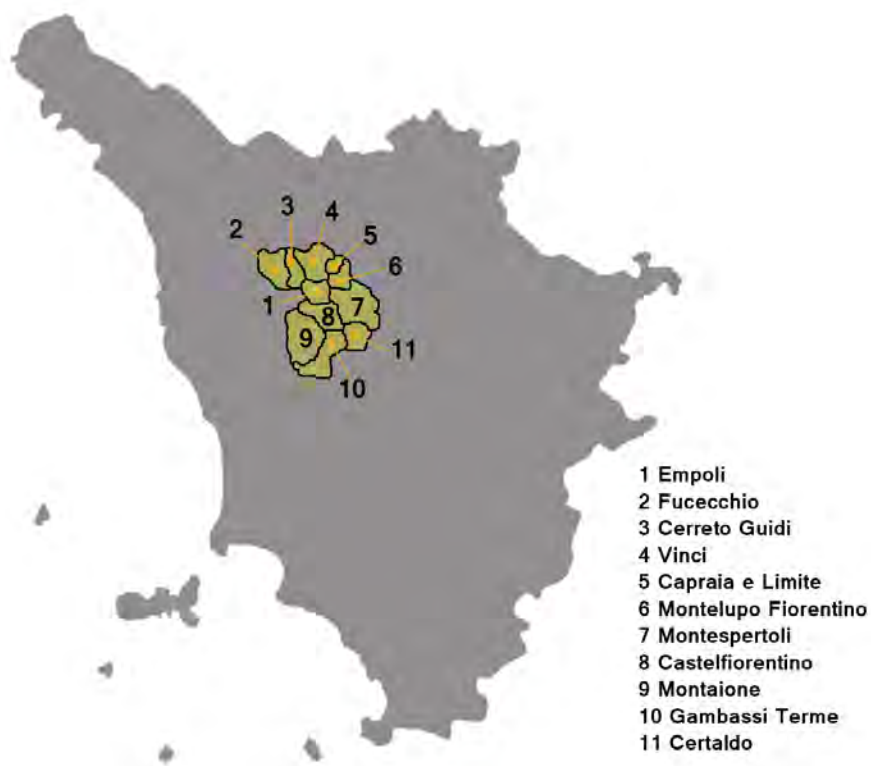 3
4
2
5
6
1
7
8
9
11
10
1 Empoli
2 Fucecchio
3 Cerreto Guidi
4 Vinci
5 Capraia e Limite
6 Montelupo Fiorentino
7 Montespertoli
8 Castelfiorentino
9 Montaione
10 Gambassi Terme
11 Certaldo